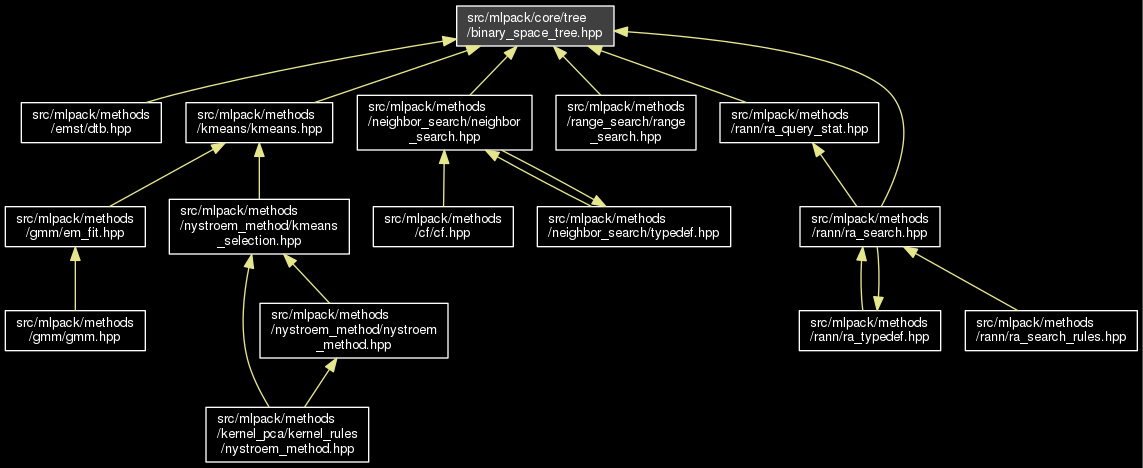 src/mlpack/core/tree
/binary_space_tree.hpp
src/mlpack/methods
/emst/dtb.hpp
src/mlpack/methods
/kmeans/kmeans.hpp
src/mlpack/methods
/neighbor_search/neighbor
_search.hpp
src/mlpack/methods
/range_search/range
_search.hpp
src/mlpack/methods
/rann/ra_query_stat.hpp
src/mlpack/methods
/gmm/em_fit.hpp
src/mlpack/methods
/nystroem_method/kmeans
_selection.hpp
src/mlpack/methods
/cf/cf.hpp
src/mlpack/methods
/neighbor_search/typedef.hpp
src/mlpack/methods
/rann/ra_search.hpp
src/mlpack/methods
/gmm/gmm.hpp
src/mlpack/methods
/nystroem_method/nystroem
_method.hpp
src/mlpack/methods
/rann/ra_typedef.hpp
src/mlpack/methods
/rann/ra_search_rules.hpp
src/mlpack/methods
/kernel_pca/kernel_rules
/nystroem_method.hpp